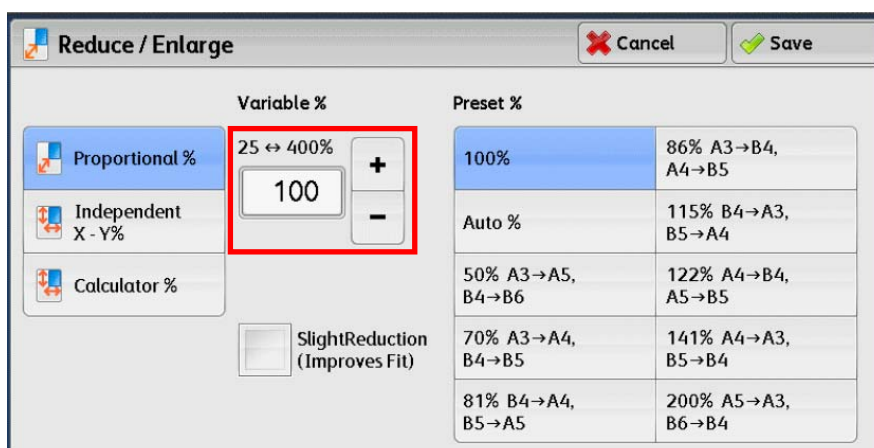 Reduce / Enlarge
Cancel
Save
Variable %
Preset %
Proportional %
Independent
X - Y%
Calculator %
25 ↔ 400%
100
+
−
SlightReduction
(Improves Fit)
100%
86% A3→B4,
A4→B5
Auto %
115% B4→A3,
B5→A4
50% A3→A5,
B4→B6
122% A4→B4,
A5→B5
70% A3→A4,
B4→B5
141% A4→A3,
B5→B4
81% B4→A4,
B5→A5
200% A5→A3,
B6→B4